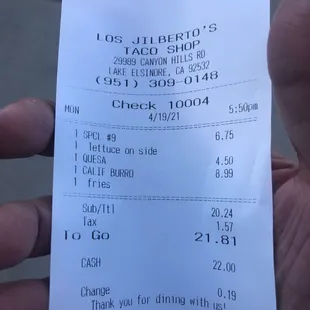 LOS JILBERTO'S
TACO SHOP
29989 CANYON HILLS RD
LAKE ELSINORE, CA 92532
(951) 309-0148
Check 10004
MON 4/19/21 5:50pm
1 SPCL #9 6.75
1 lettuce on side
1 QUESA 4.50
1 CALIF BURRO 8.99
1 fries
Sub/Ttl 20.24
Tax 1.57
To Go 21.81
CASH 22.00
Change 0.19
Thank you for dining with us!